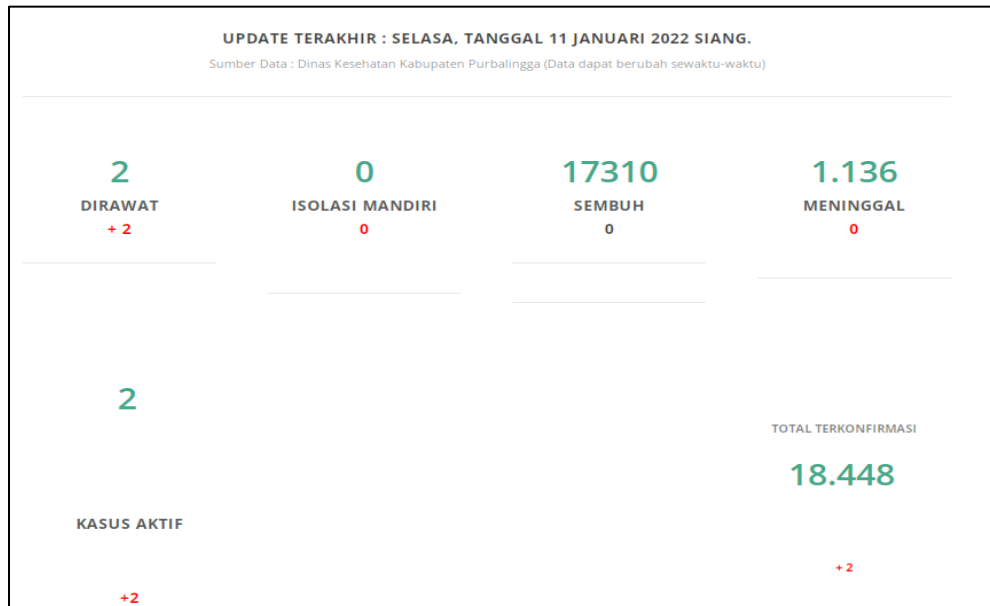 UPDATE TERAKHIR : SELASA, TANGGAL 11 JANUARI 2022 SIANG.
Sumber Data : Dinas Kesehatan Kabupaten Purbalingga (Data dapat berubah sewaktu-waktu)
2
DIRAWAT
+ 2
0
ISOLASI MANDIRI
0
17310
SEMBUH
0
1.136
MENINGGAL
0
2
KASUS AKTIF
+2
TOTAL TERKONFIRMASI
18.448
+ 2